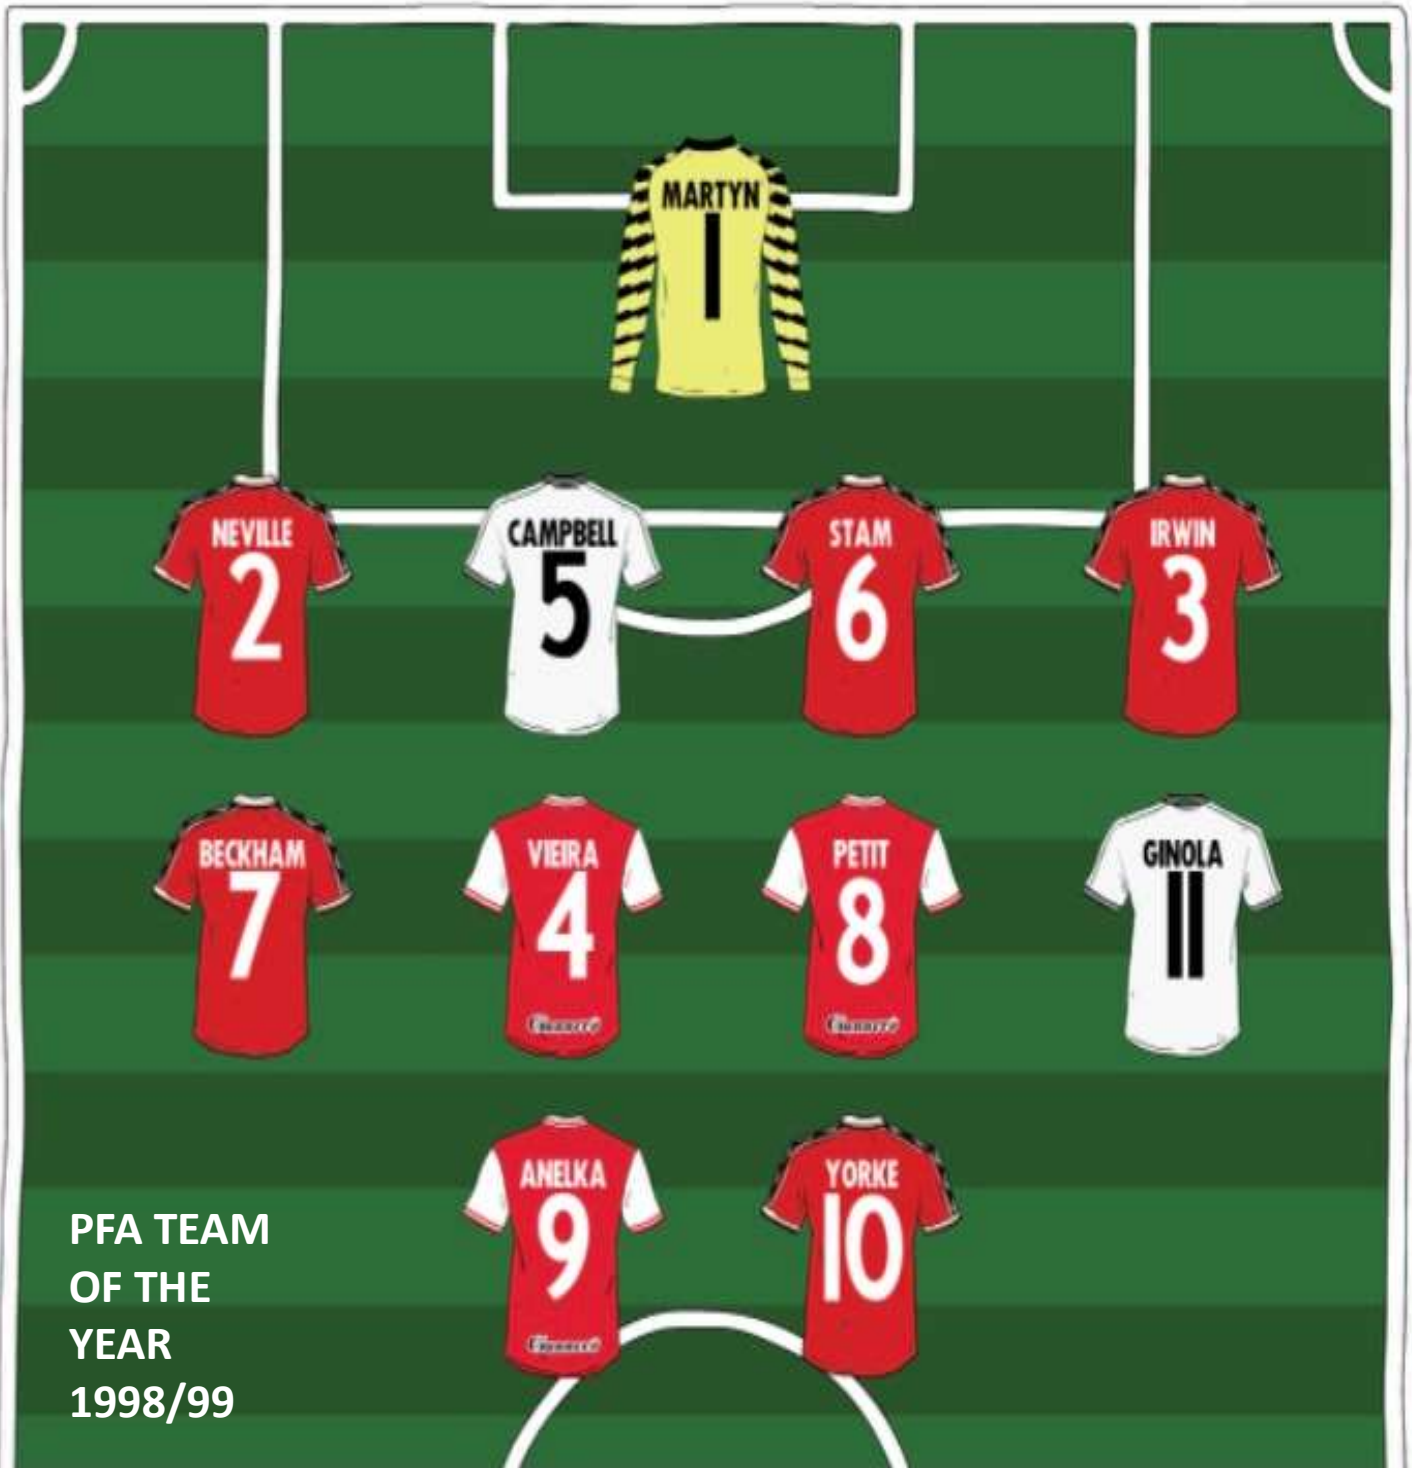 MARTYN
1
NEVILLE
2
CAMPBELL
5
STAM
6
IRWIN
3
BECKHAM
7
VIEIRA
4
PETIT
8
GINOLA
11
ANELKA
9
YORKE
10
PFA TEAM
OF THE
YEAR
1998/99